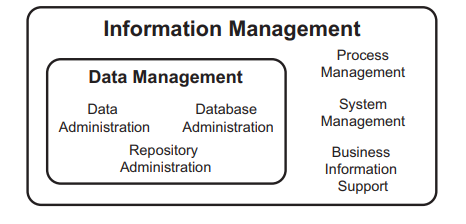 Information Management
Data Management
Data
Administration
Database
Administration
Repository
Administration
Process
Management
System
Management
Business
Information
Support